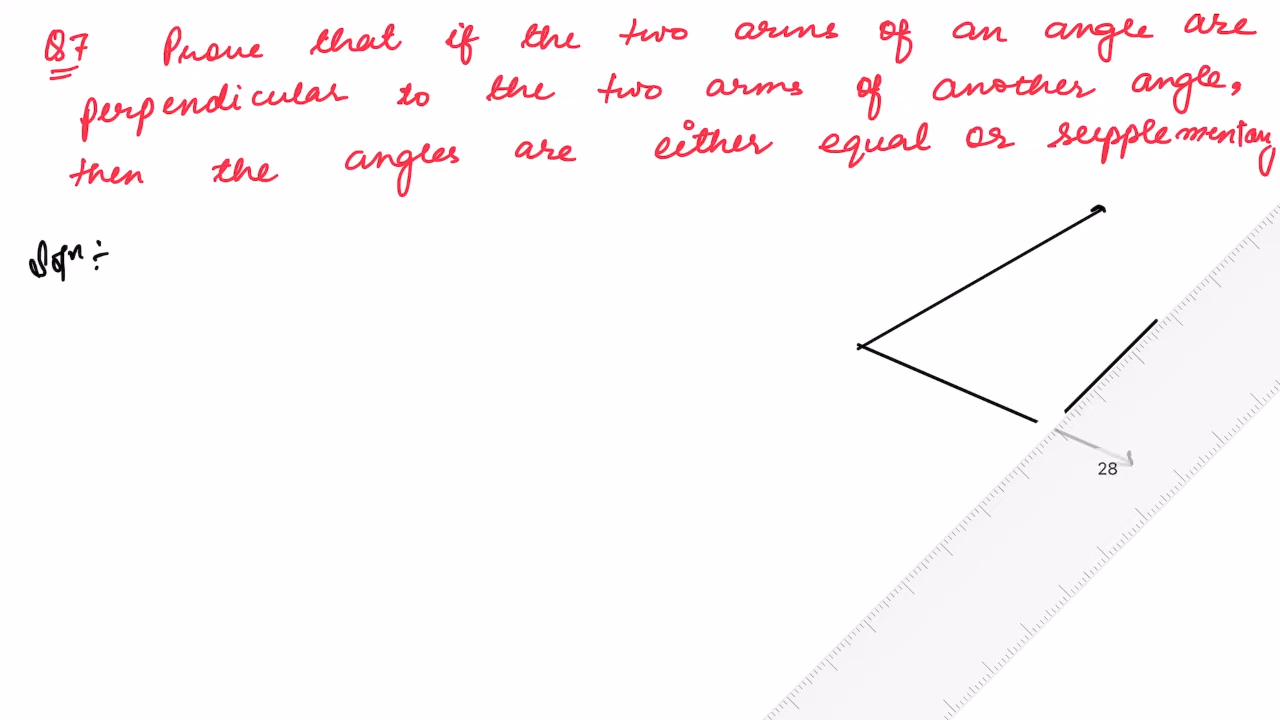 Q7 Prove that if the two arms of an angle are
perpendicular to the two arms of another angle,
then the angles are either equal or supplementary
Solⁿ :
28